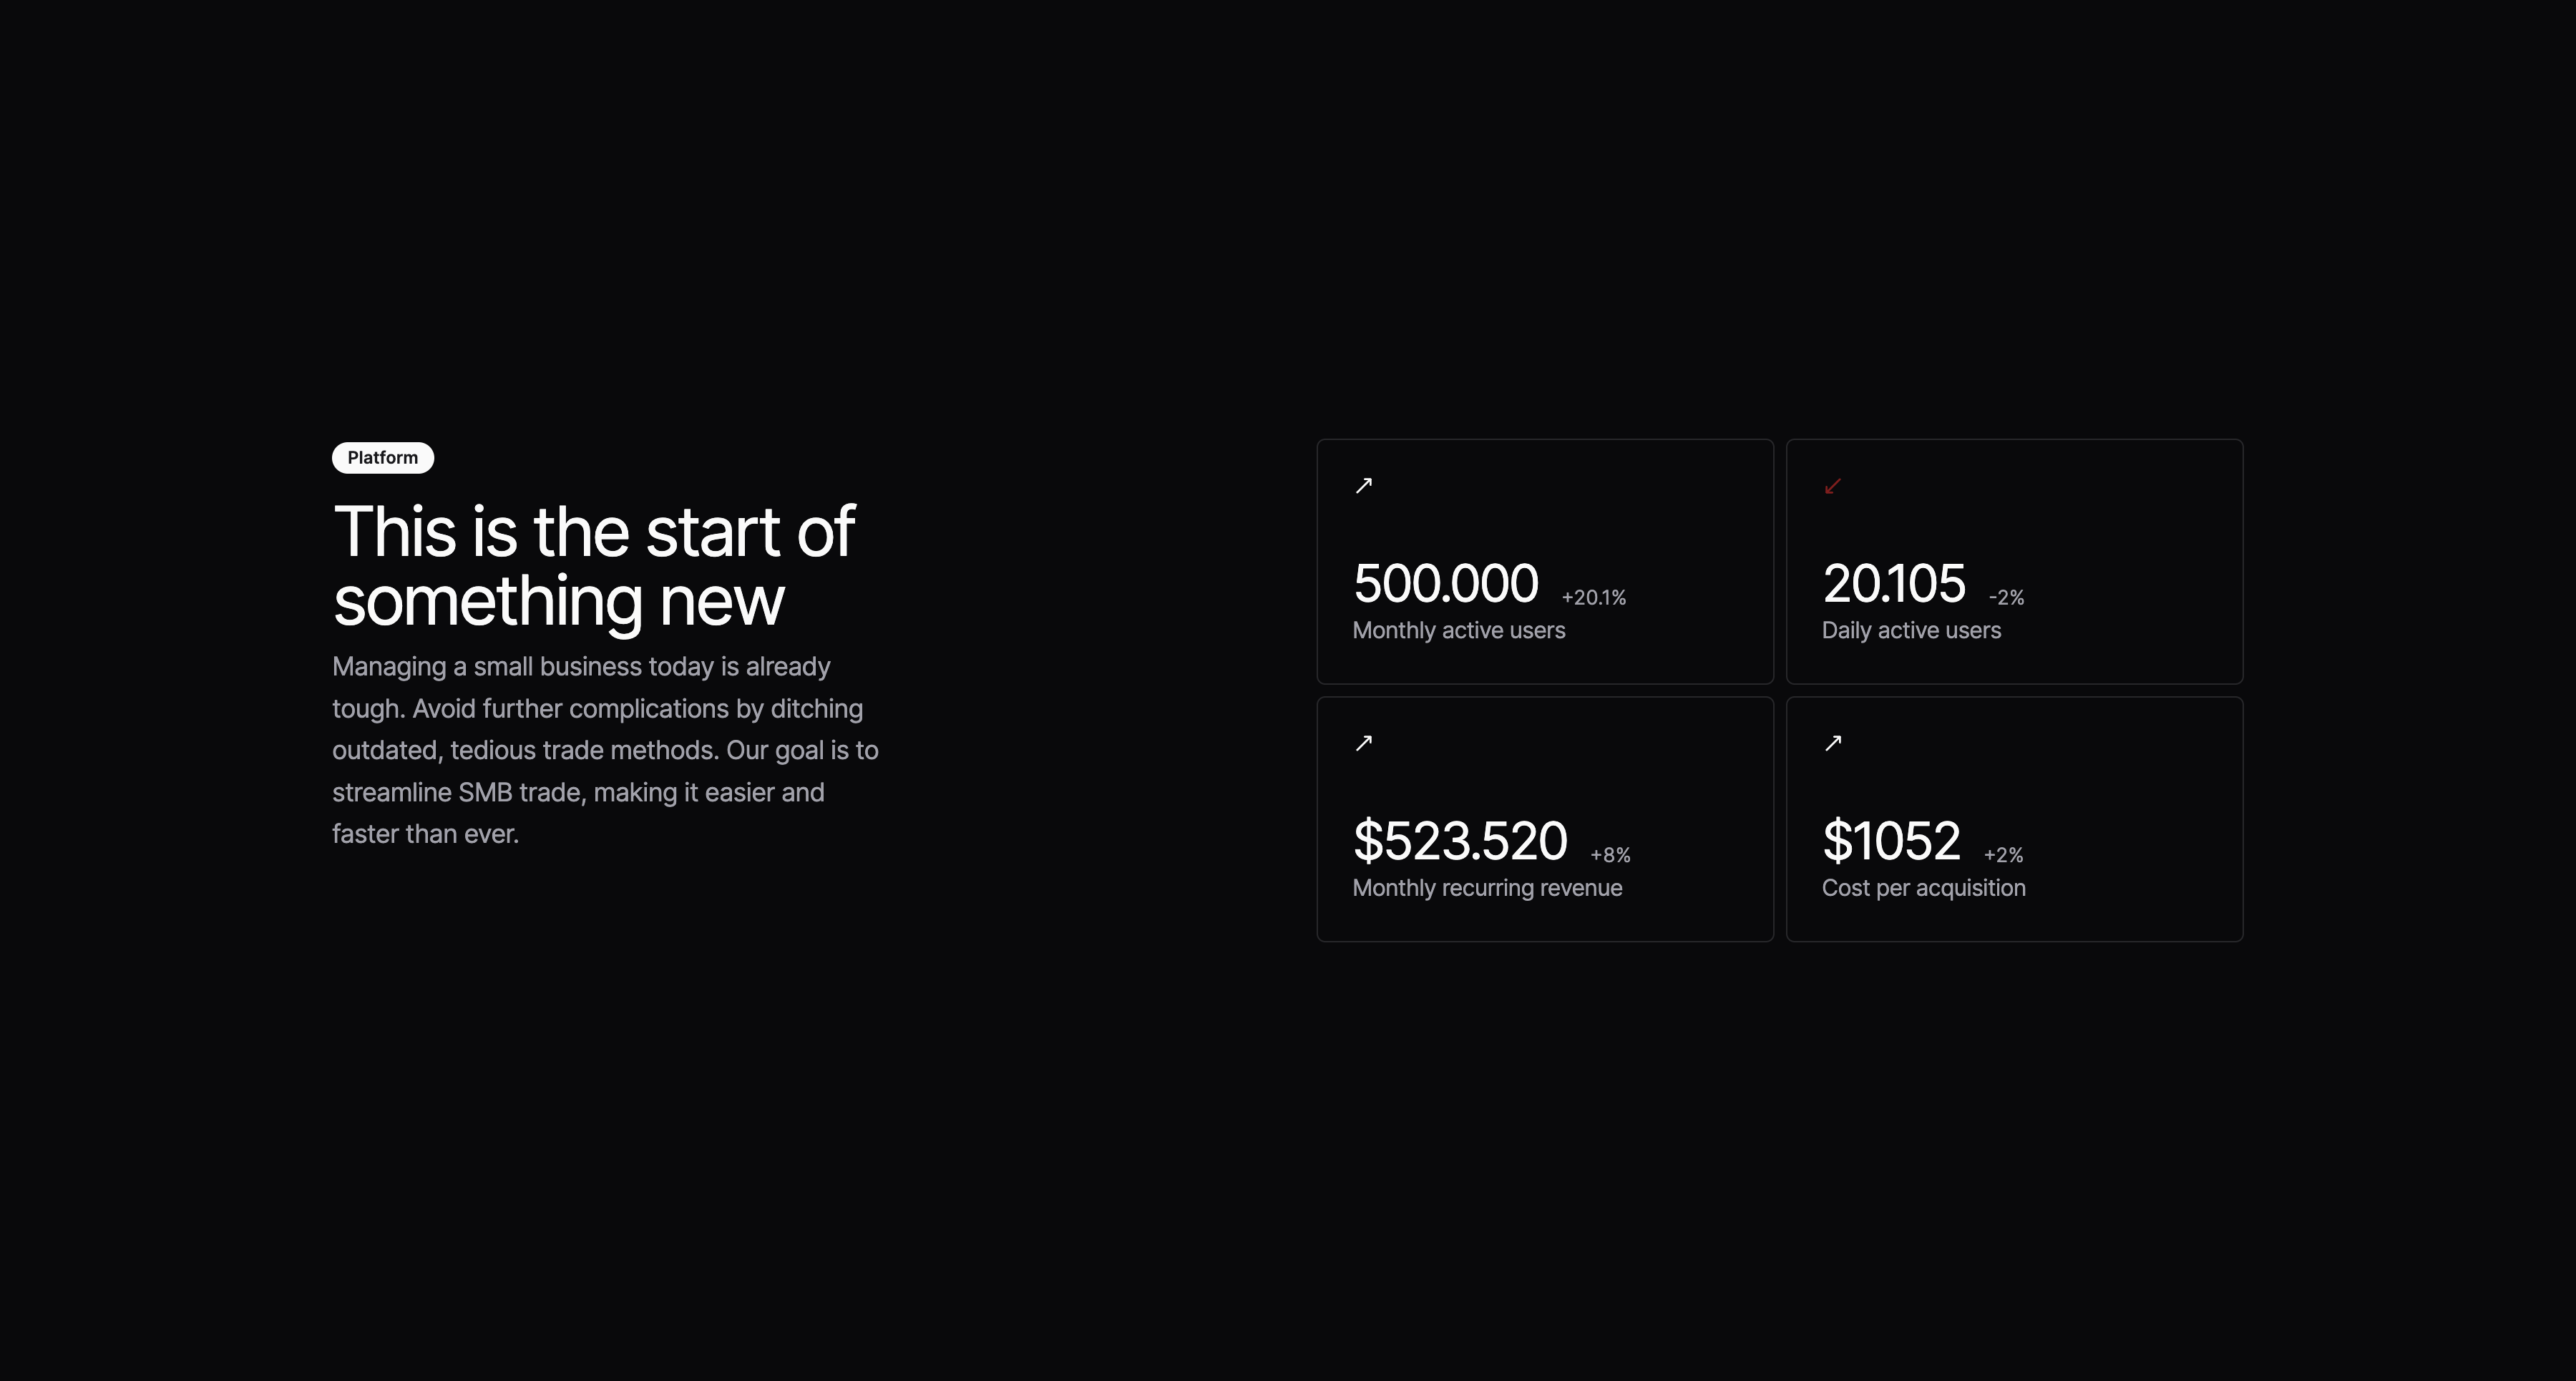 Platform
This is the start of
something new
Managing a small business today is already
tough. Avoid further complications by ditching
outdated, tedious trade methods. Our goal is to
streamline SMB trade, making it easier and
faster than ever.
500.000 +20.1%
Monthly active users
20.105 -2%
Daily active users
$523.520 +8%
Monthly recurring revenue
$1052 +2%
Cost per acquisition